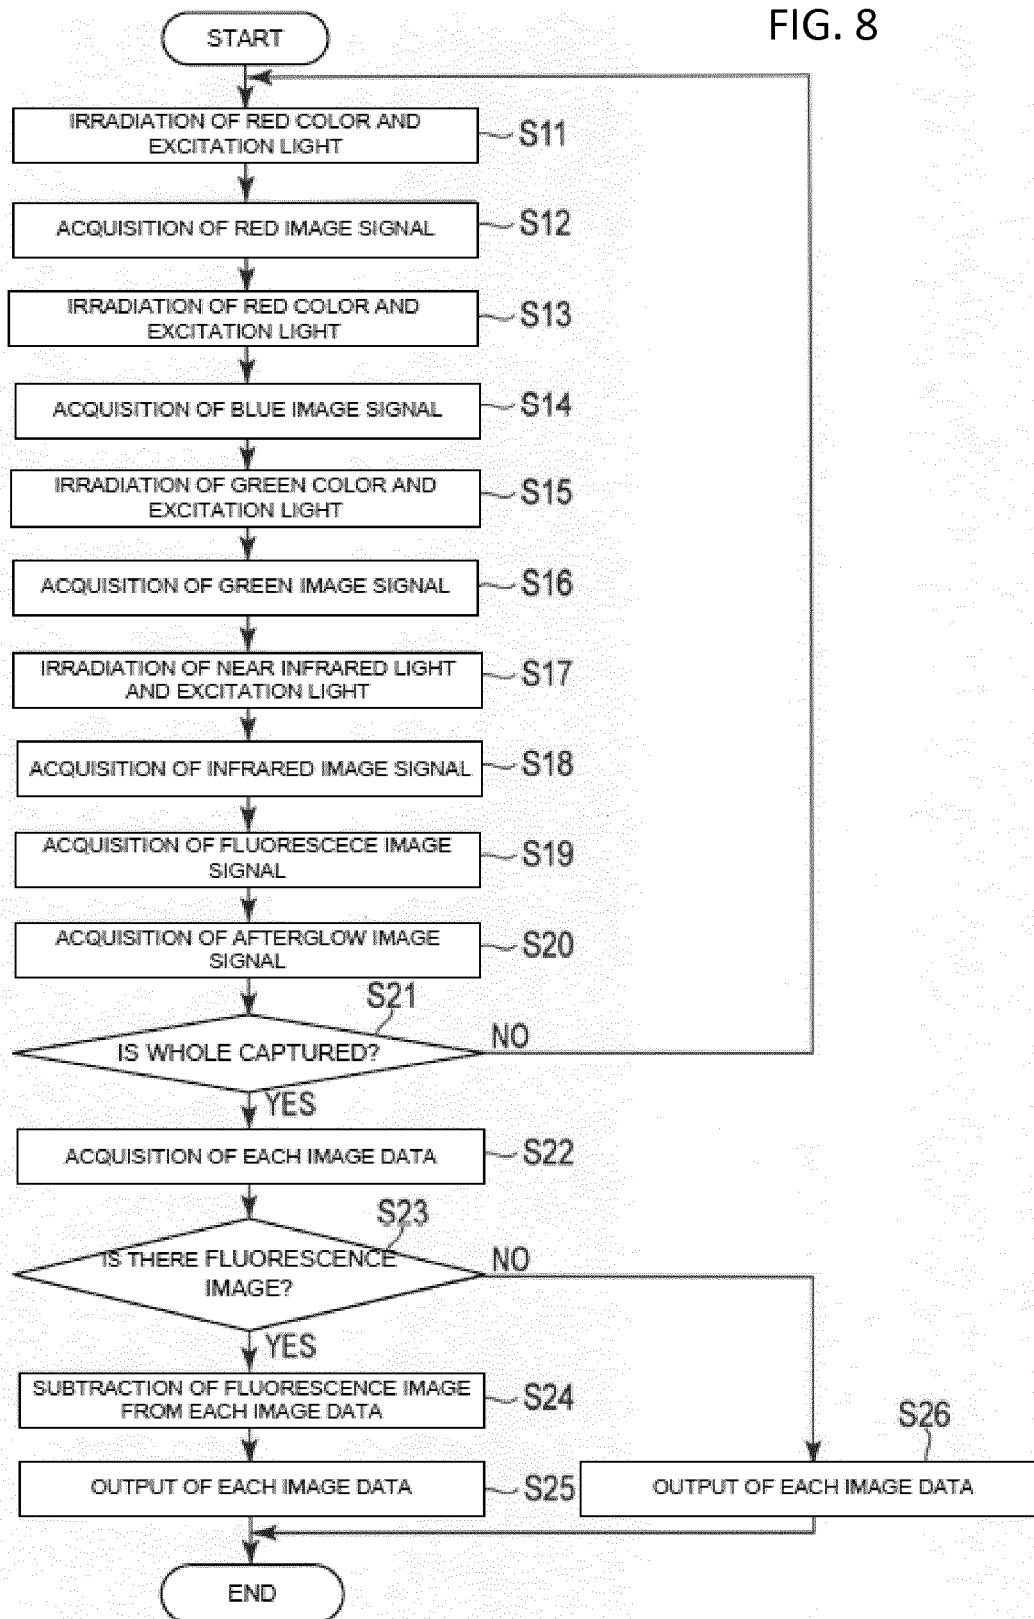 FIG. 8
START
IRRADIATION OF RED COLOR AND
EXCITATION LIGHT
S11
ACQUISITION OF RED IMAGE SIGNAL
S12
IRRADIATION OF RED COLOR AND
EXCITATION LIGHT
S13
ACQUISITION OF BLUE IMAGE SIGNAL
S14
IRRADIATION OF GREEN COLOR AND
EXCITATION LIGHT
S15
ACQUISITION OF GREEN IMAGE SIGNAL
S16
IRRADIATION OF NEAR INFRARED LIGHT
AND EXCITATION LIGHT
S17
ACQUISITION OF INFRARED IMAGE SIGNAL
S18
ACQUISITION OF FLUORESCECE IMAGE
SIGNAL
S19
ACQUISITION OF AFTERGLOW IMAGE
SIGNAL
S20
S21
IS WHOLE CAPTURED?
NO
YES
ACQUISITION OF EACH IMAGE DATA
S22
S23
IS THERE FLUORESCENCE
IMAGE?
NO
YES
SUBTRACTION OF FLUORESCENCE IMAGE
FROM EACH IMAGE DATA
S24
OUTPUT OF EACH IMAGE DATA
S25
S26
OUTPUT OF EACH IMAGE DATA
END